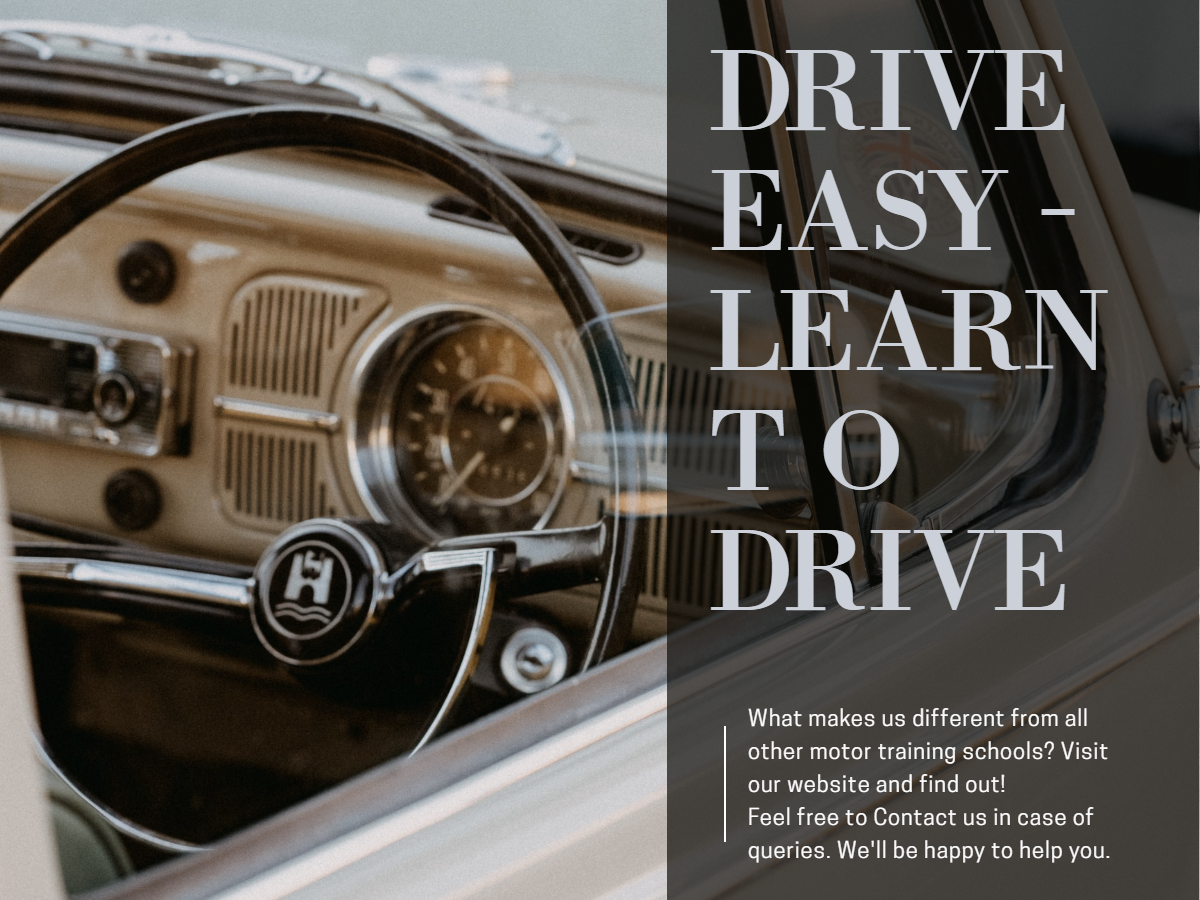 DRIVE
EASY -
LEARN
TO
DRIVE
What makes us different from all
other motor training schools? Visit
our website and find out!
Feel free to Contact us in case of
queries. We'll be happy to help you.